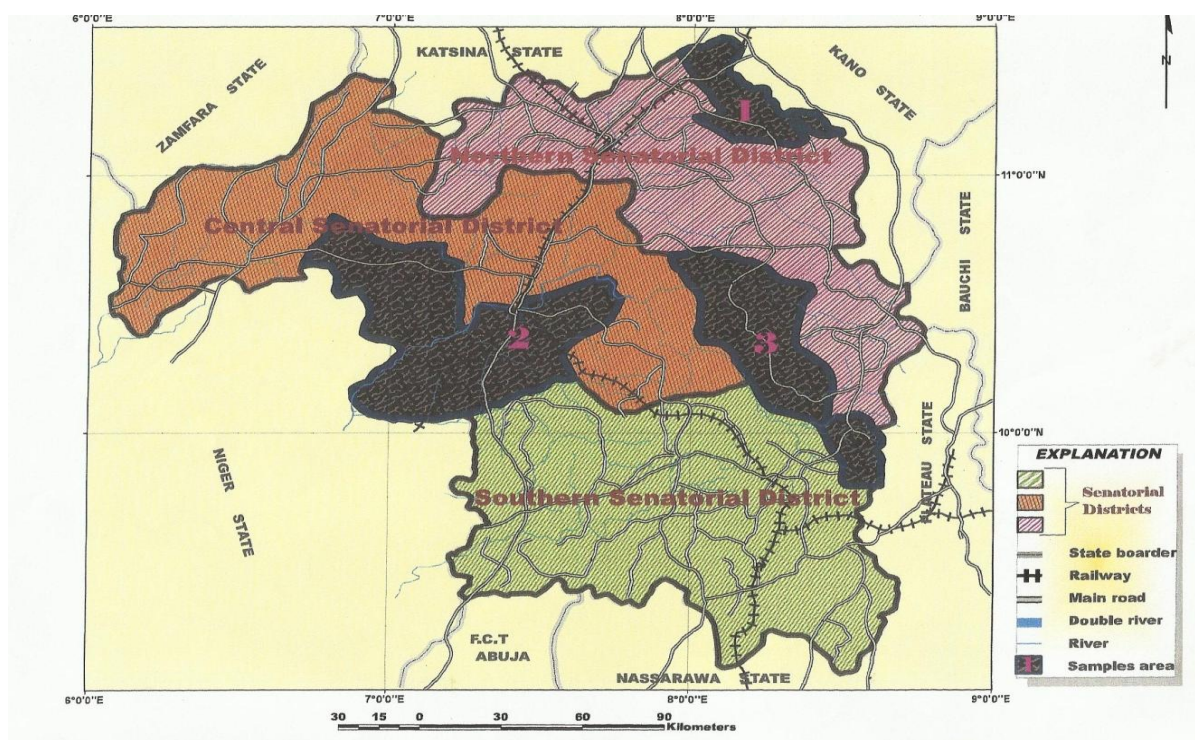 6°0'0"E
7°0'0"E
8°0'0"E
9°0'0"E
N
KATSINA STATE
KANO STATE
ZAMFARA STATE
1
Northern Senatorial District
11°0'0"N
Central Senatorial District
BAUCHI STATE
2
3
PLATEAU STATE
10°0'0"N
NIGER STATE
Southern Senatorial District
F.C.T
ABUJA
NASSARAWA STATE
6°0'0"E
7°0'0"E
8°0'0"E
9°0'0"E
30 15 0 30 60 90
Kilometers
EXPLANATION
Senatorial
Districts
State boarder
Railway
Main road
Double river
River
1
Samples area